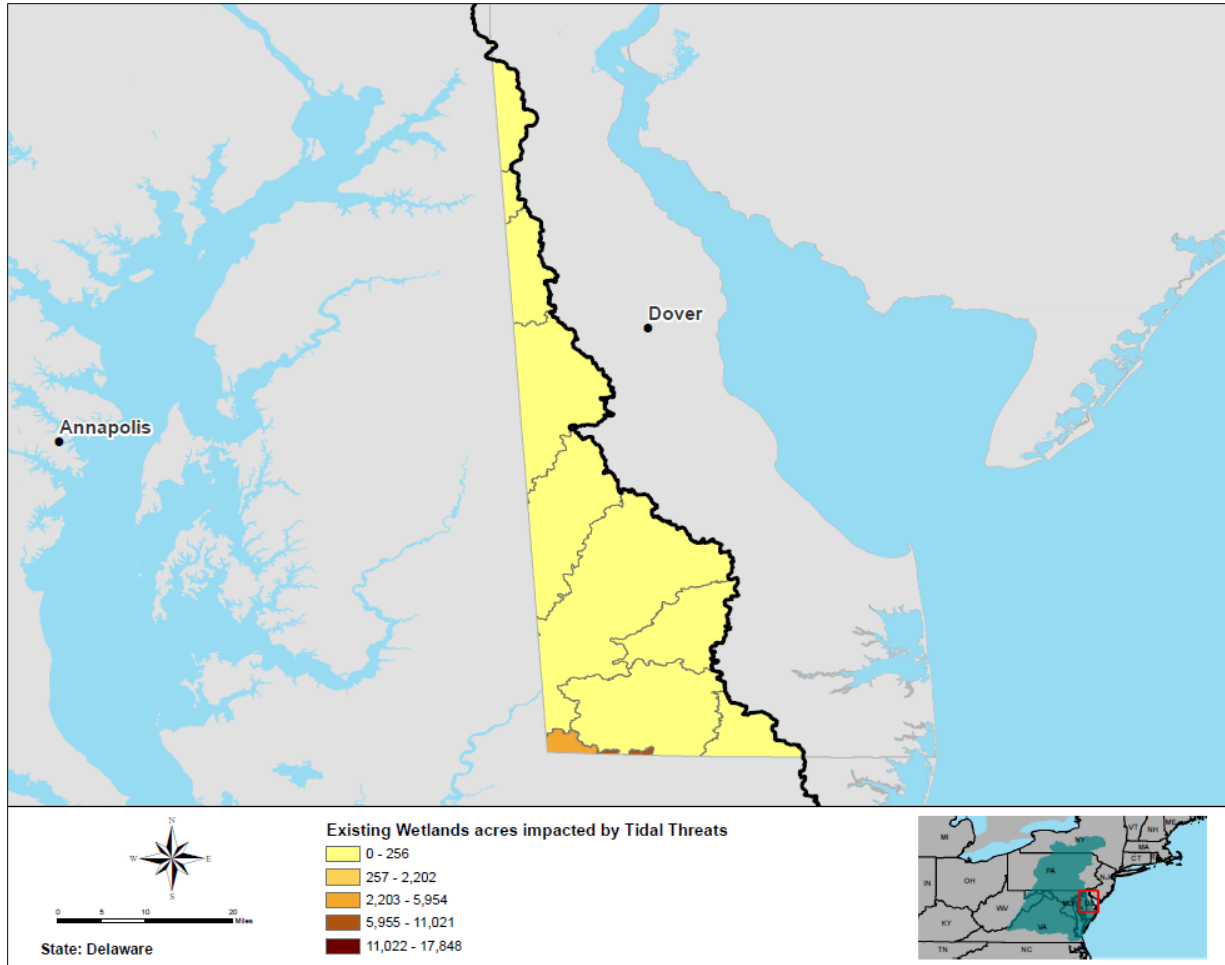 Dover
Annapolis
N
W
E
S
0 5 10 20
Miles
State: Delaware
Existing Wetlands acres impacted by Tidal Threats
0 - 256
257 - 2,202
2,203 - 5,954
5,955 - 11,021
11,022 - 17,848
MI
NY
VT
NH
ME
MA
CT
PA
IN
OH
WV
KY
VA
TN
NC